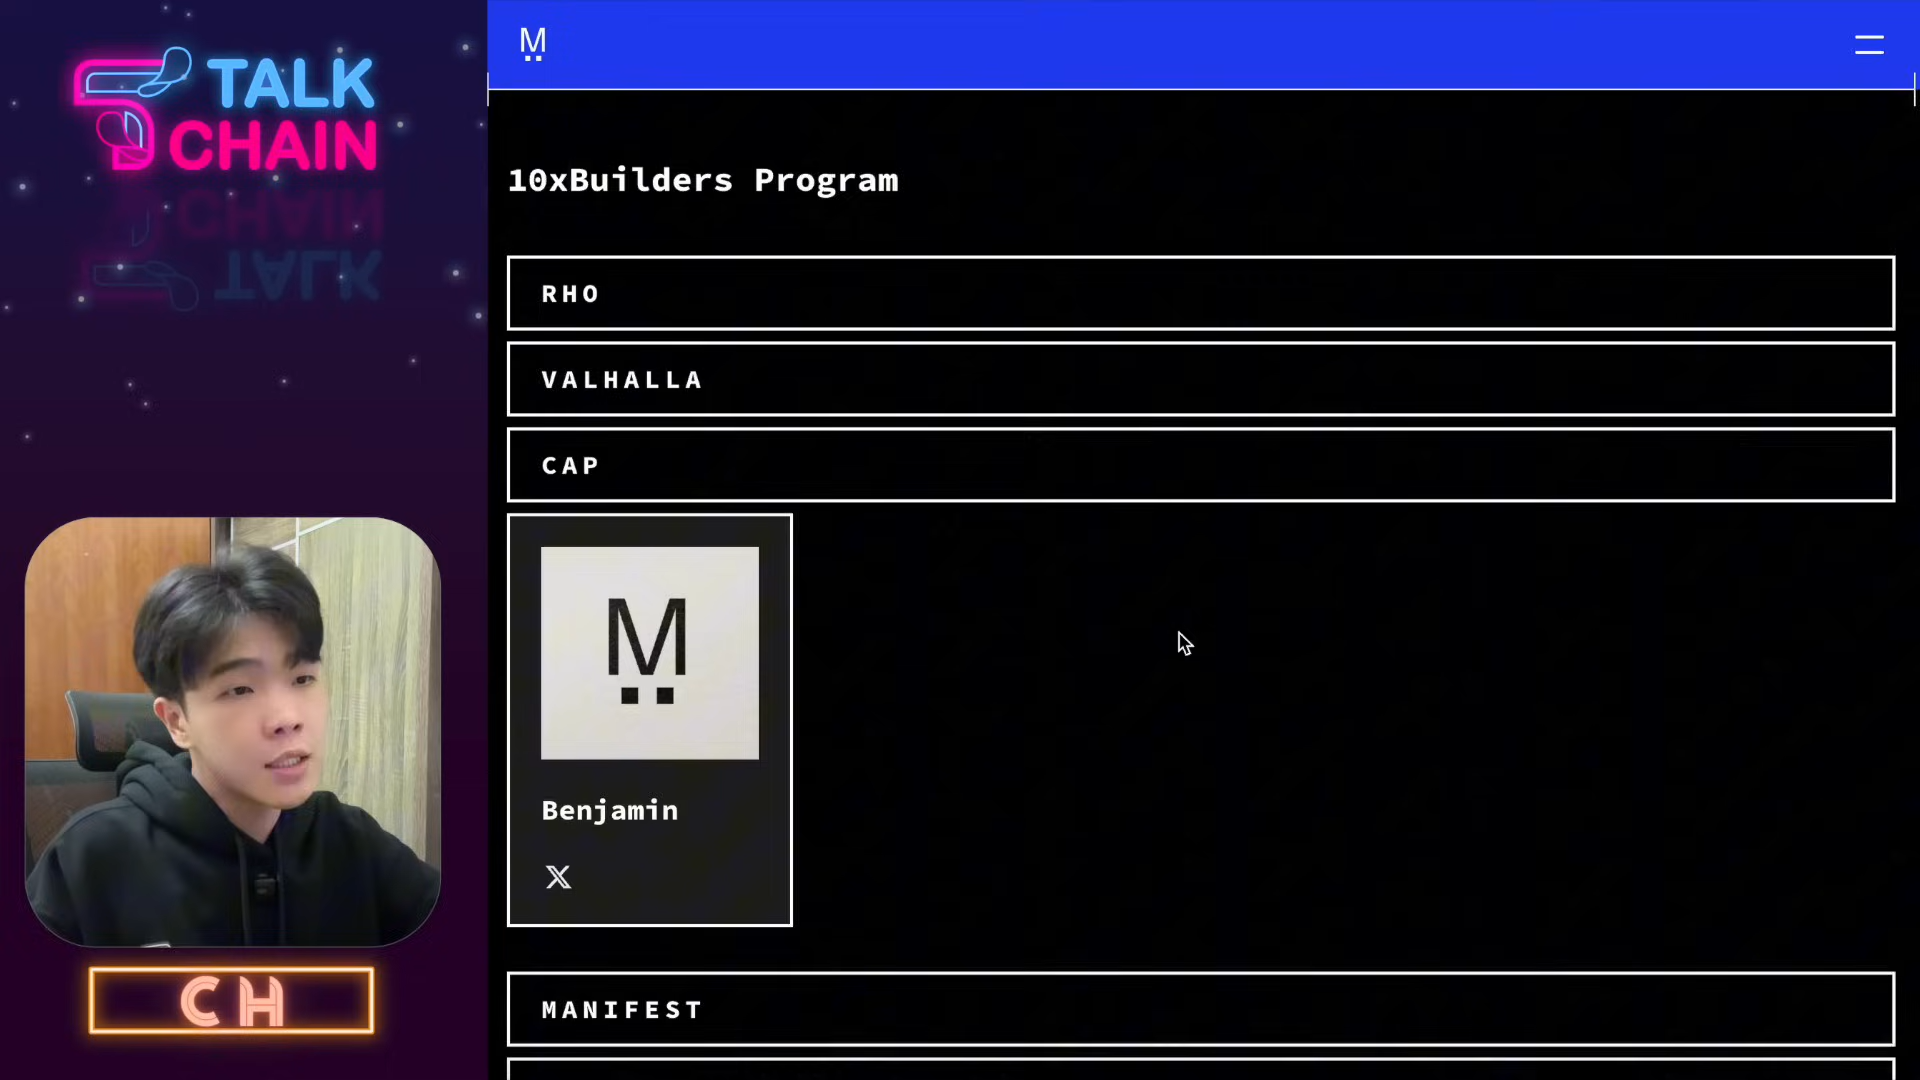 TALK
CHAIN
CH
M
10xBuilders Program
RHO
VALHALLA
CAP
M
Benjamin
X
MANIFEST